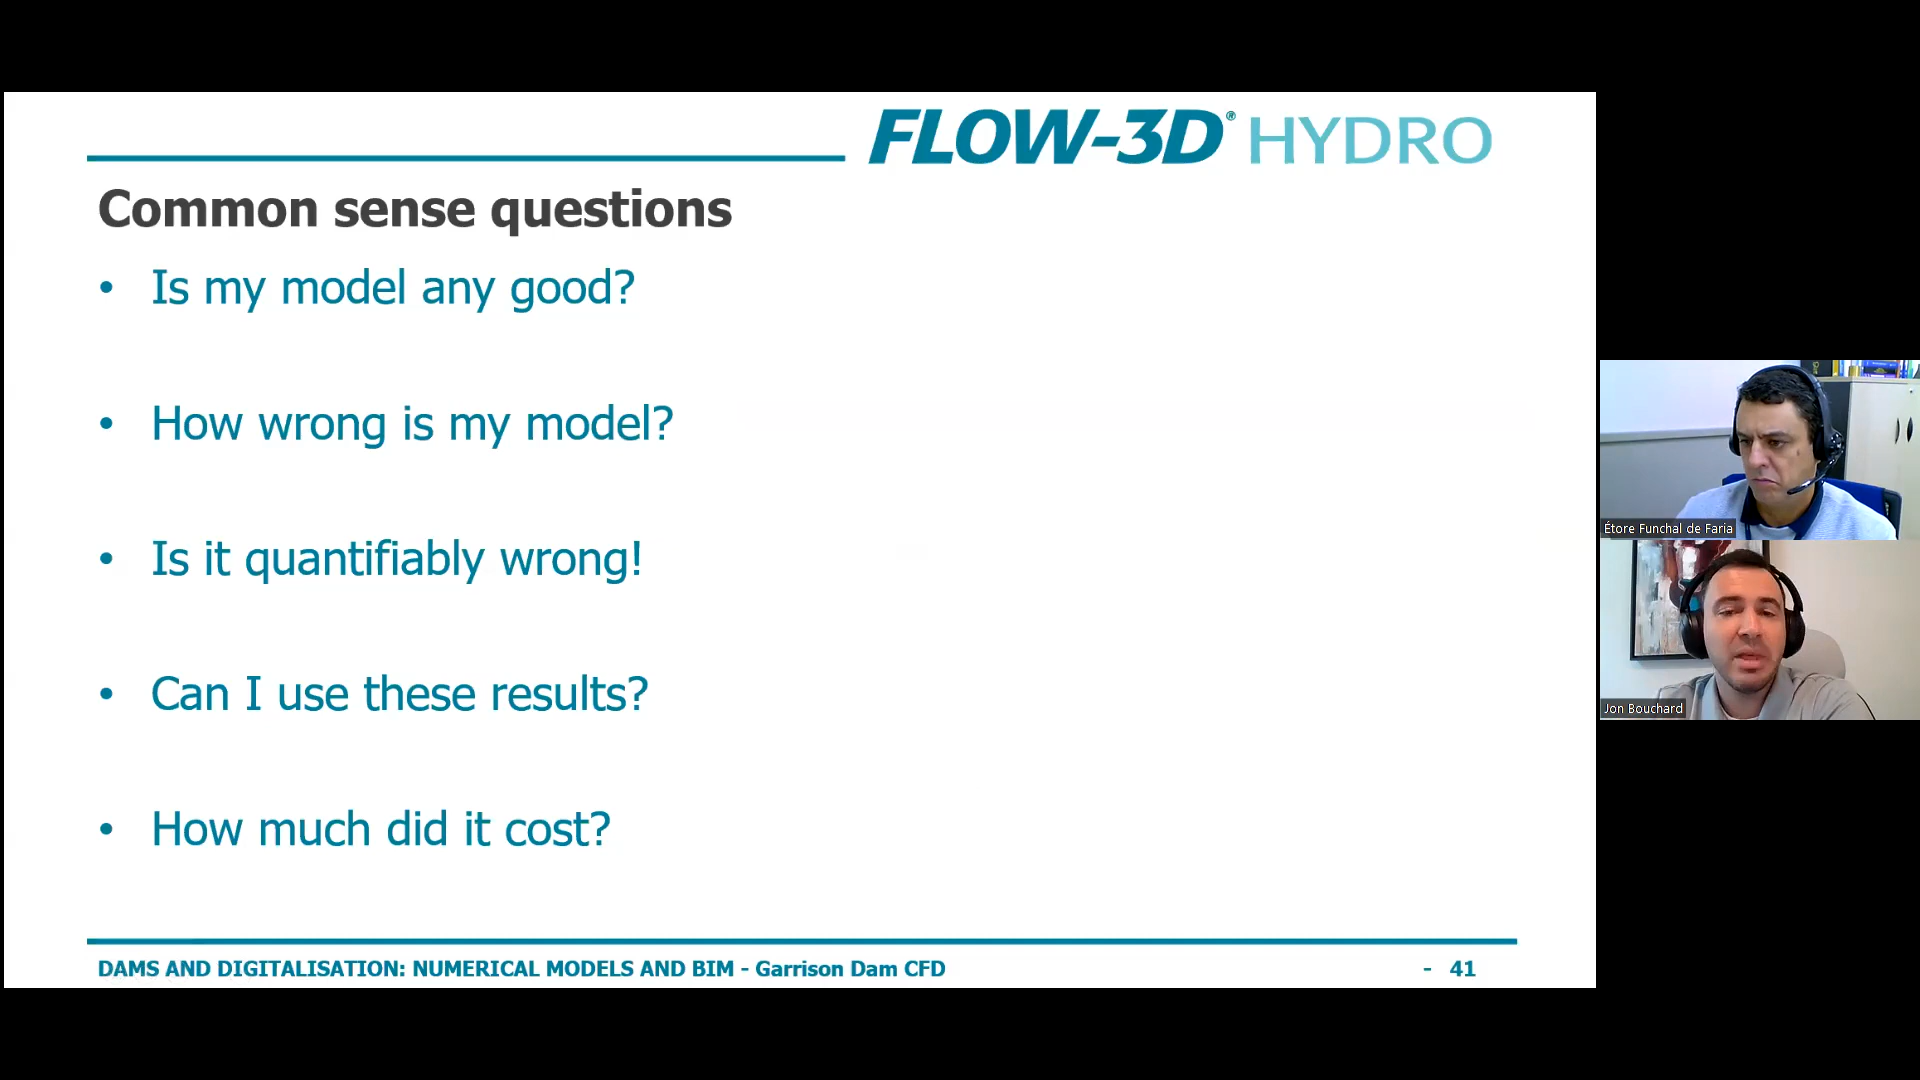 FLOW-3D® HYDRO
Common sense questions
• Is my model any good?
• How wrong is my model?
• Is it quantifiably wrong!
• Can I use these results?
• How much did it cost?
DAMS AND DIGITALISATION: NUMERICAL MODELS AND BIM - Garrison Dam CFD
- 41
Étore Funchal de Faria
Jon Bouchard